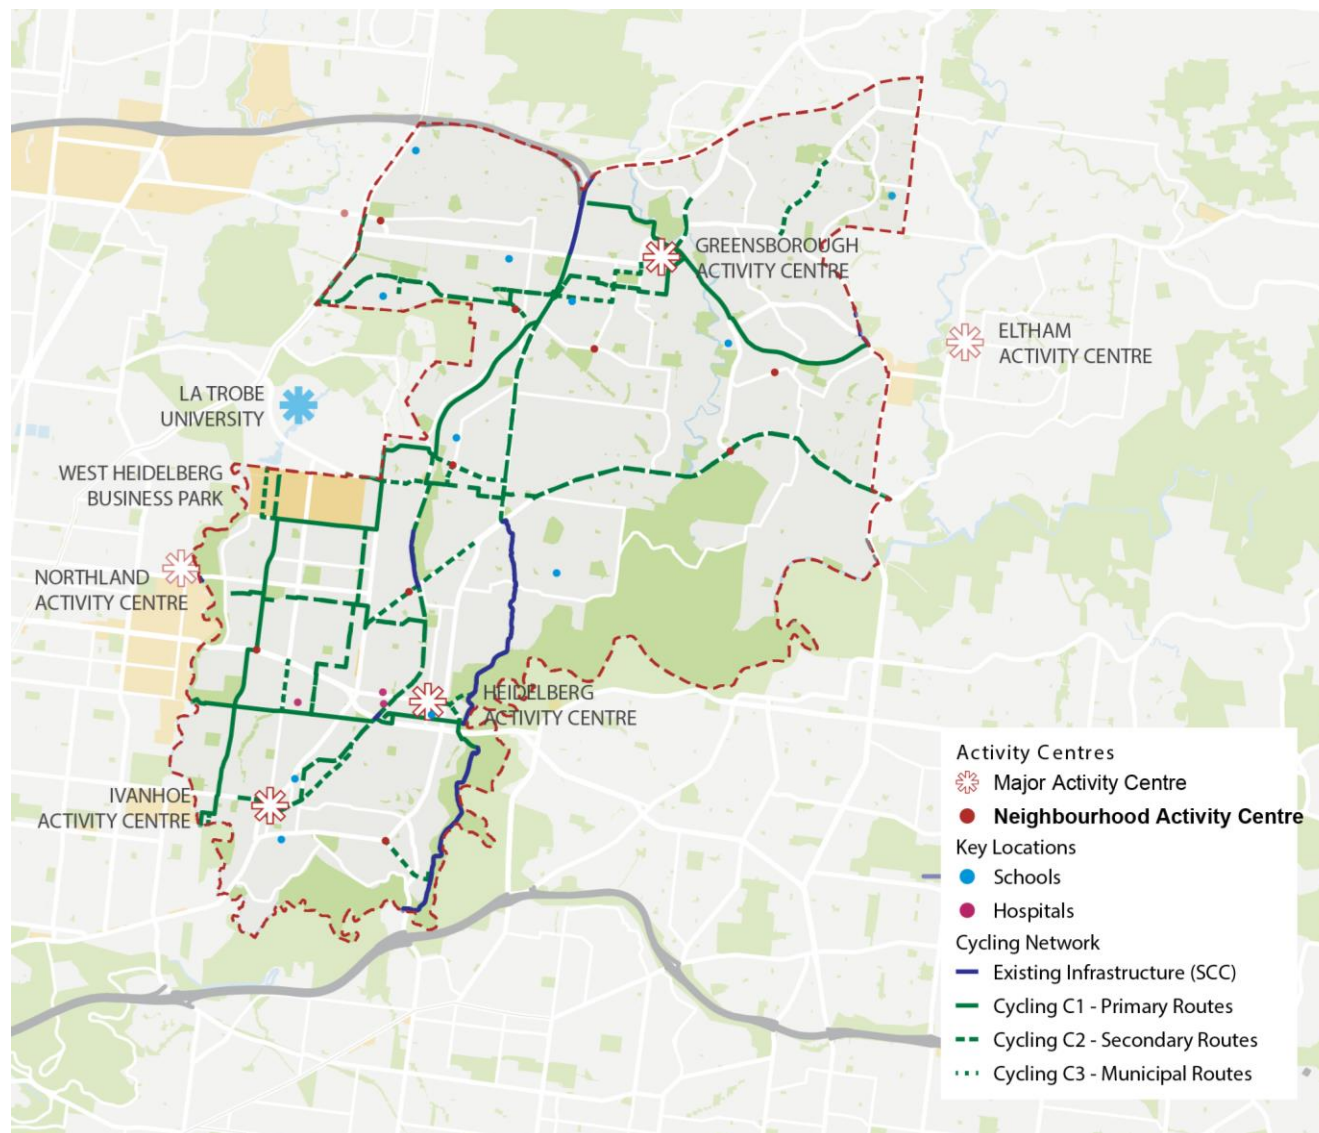 GREENSBOROUGH
ACTIVITY CENTRE
ELTHAM
ACTIVITY CENTRE
LA TROBE
UNIVERSITY
WEST HEIDELBERG
BUSINESS PARK
NORTHLAND
ACTIVITY CENTRE
HEIDELBERG
ACTIVITY CENTRE
IVANHOE
ACTIVITY CENTRE
Activity Centres
Major Activity Centre
Neighbourhood Activity Centre
Key Locations
Schools
Hospitals
Cycling Network
Existing Infrastructure (SCC)
Cycling C1 - Primary Routes
Cycling C2 - Secondary Routes
Cycling C3 - Municipal Routes